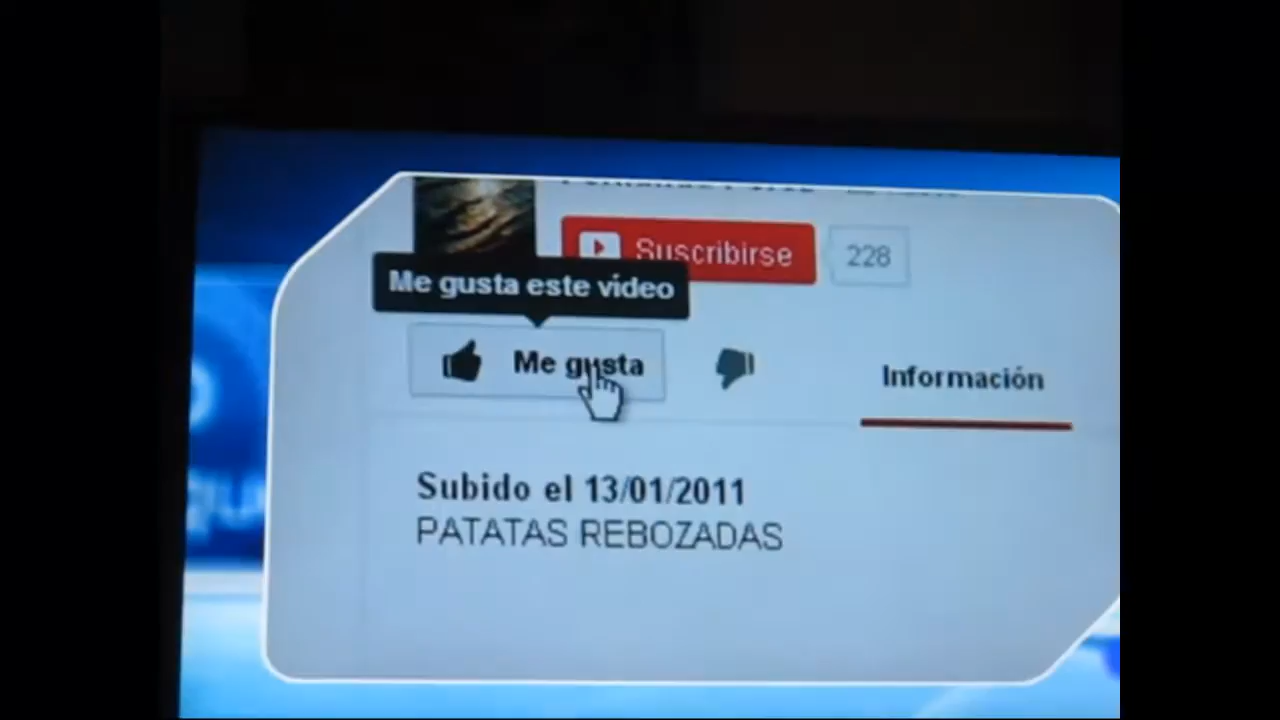 Suscribirse 228
Me gusta este vídeo
Me gusta
Información
Subido el 13/01/2011
PATATAS REBOZADAS